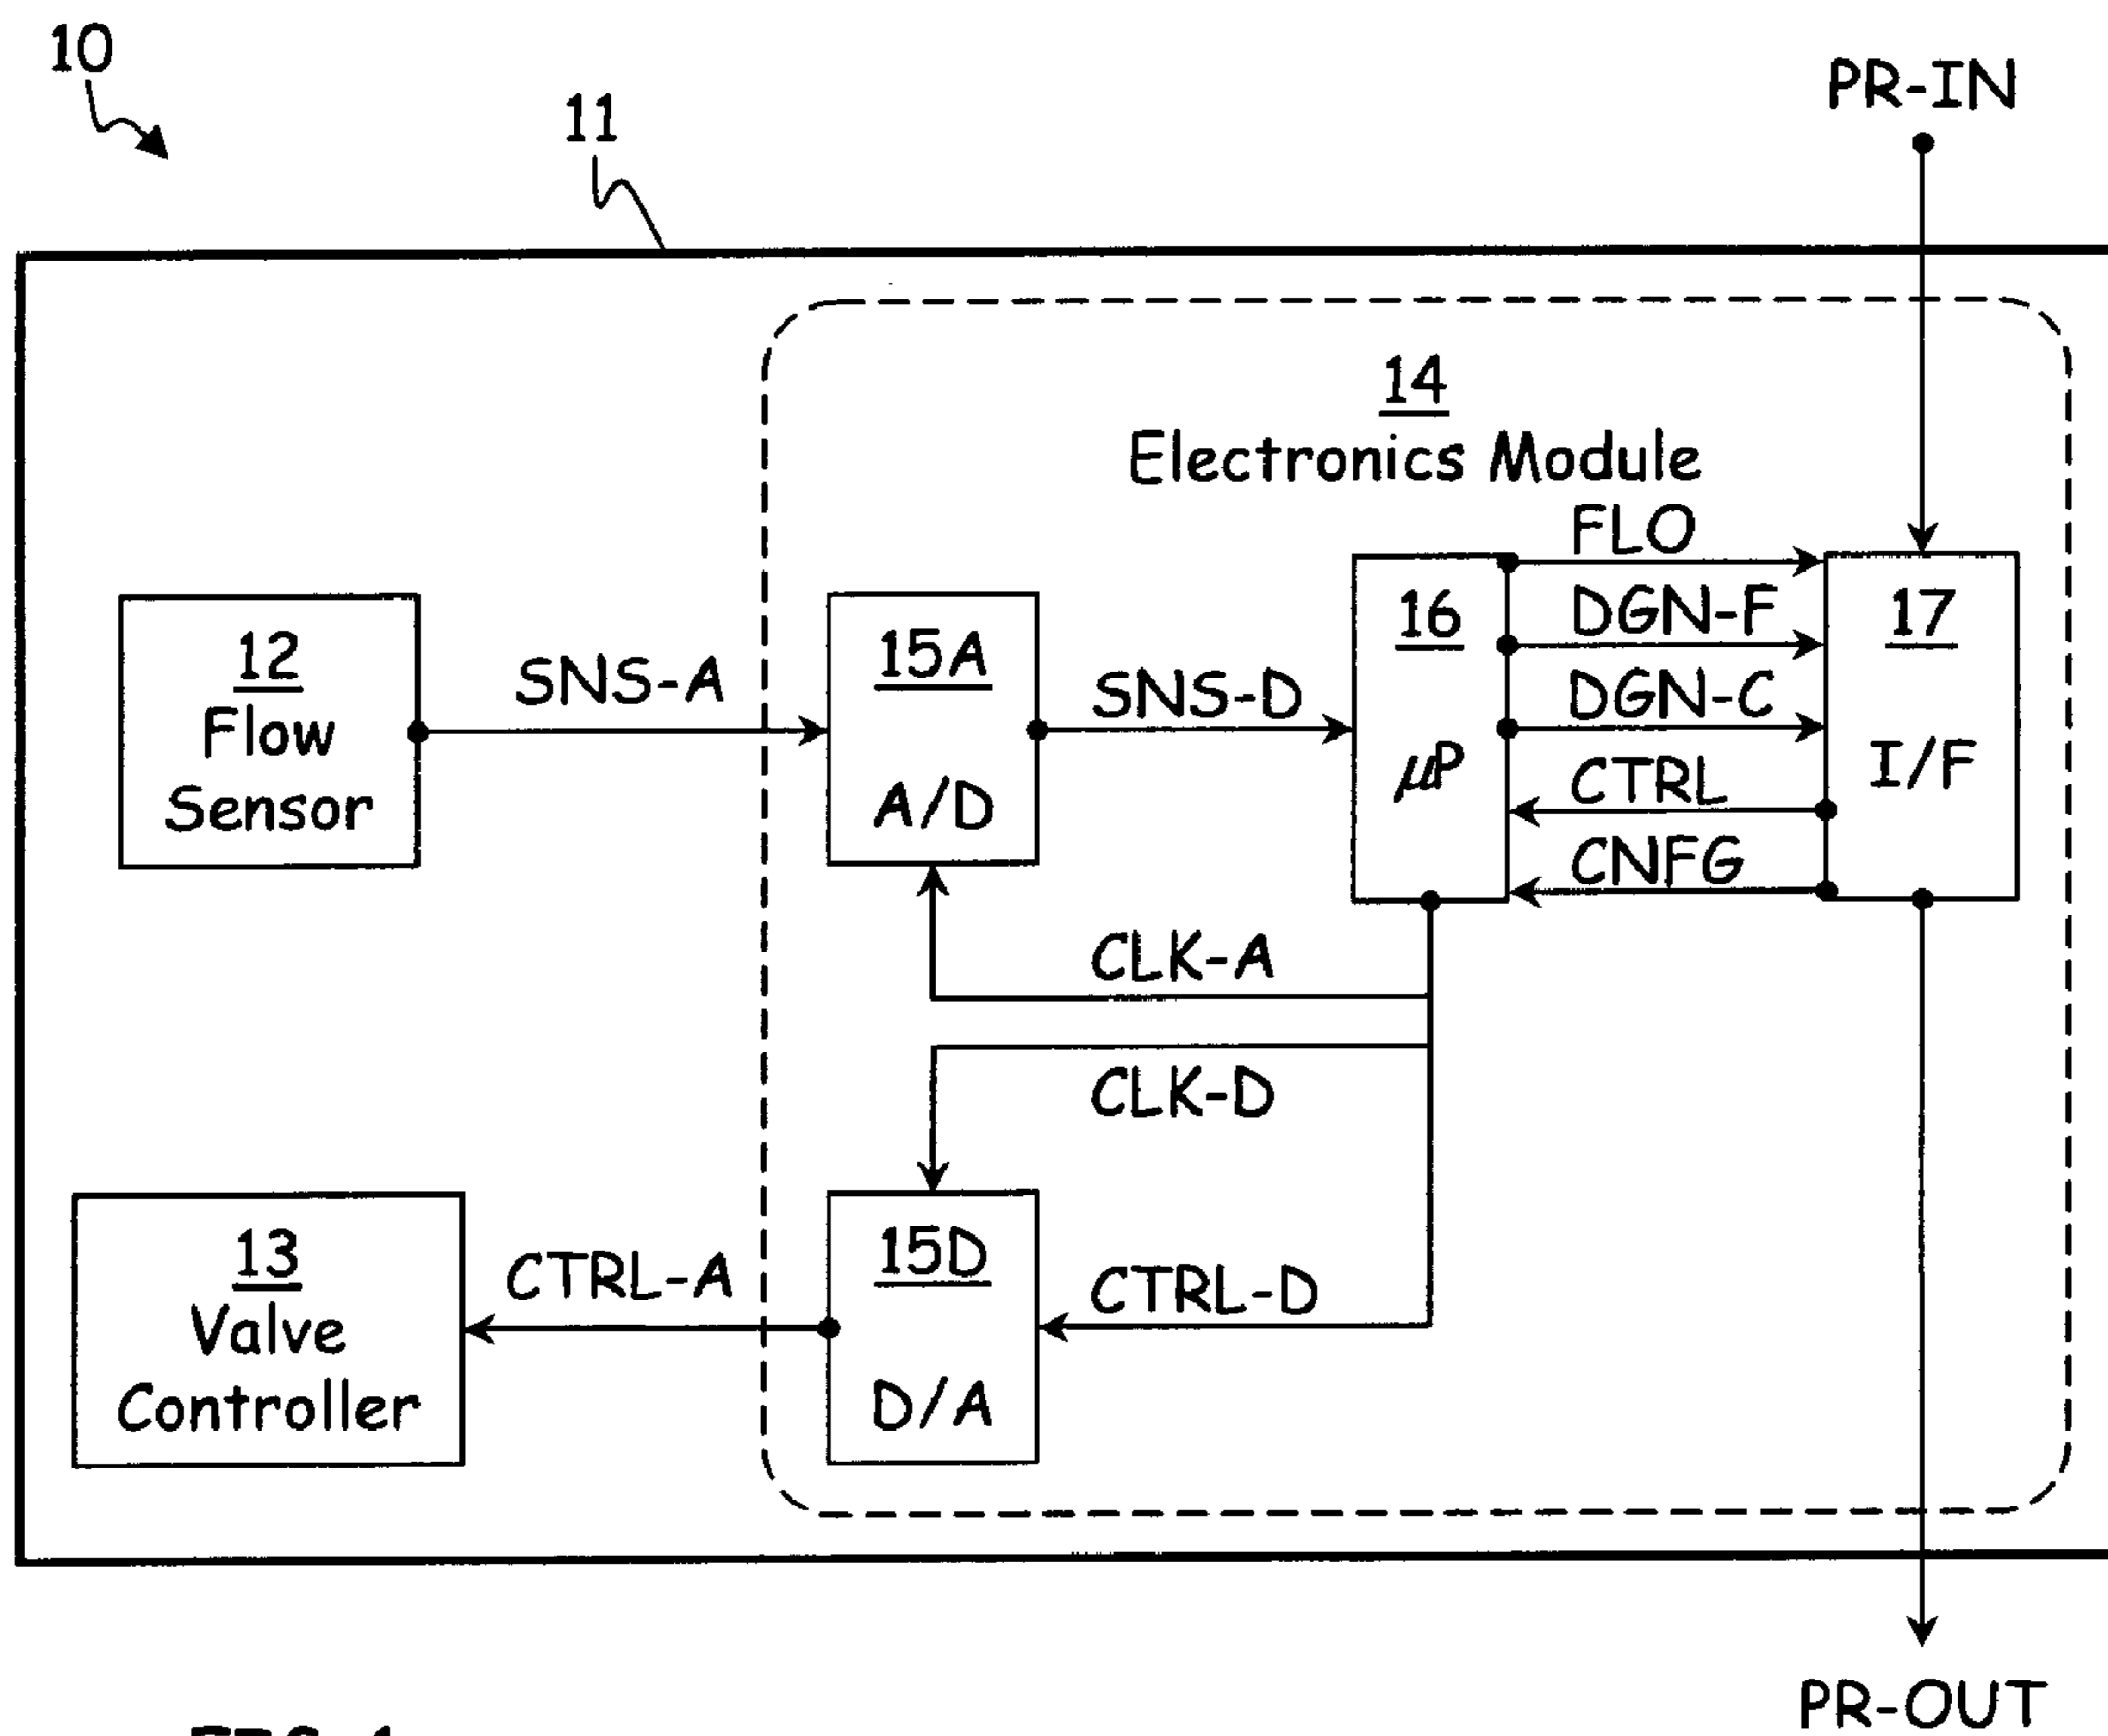 10
11
PR-IN
14
Electronics Module
FLO
12
Flow
Sensor
SNS-A
15A
A/D
SNS-D
16
µP
DGN-F
DGN-C
CTRL
CNFG
17
I/F
CLK-A
CLK-D
13
Valve
Controller
CTRL-A
15D
D/A
CTRL-D
PR-OUT